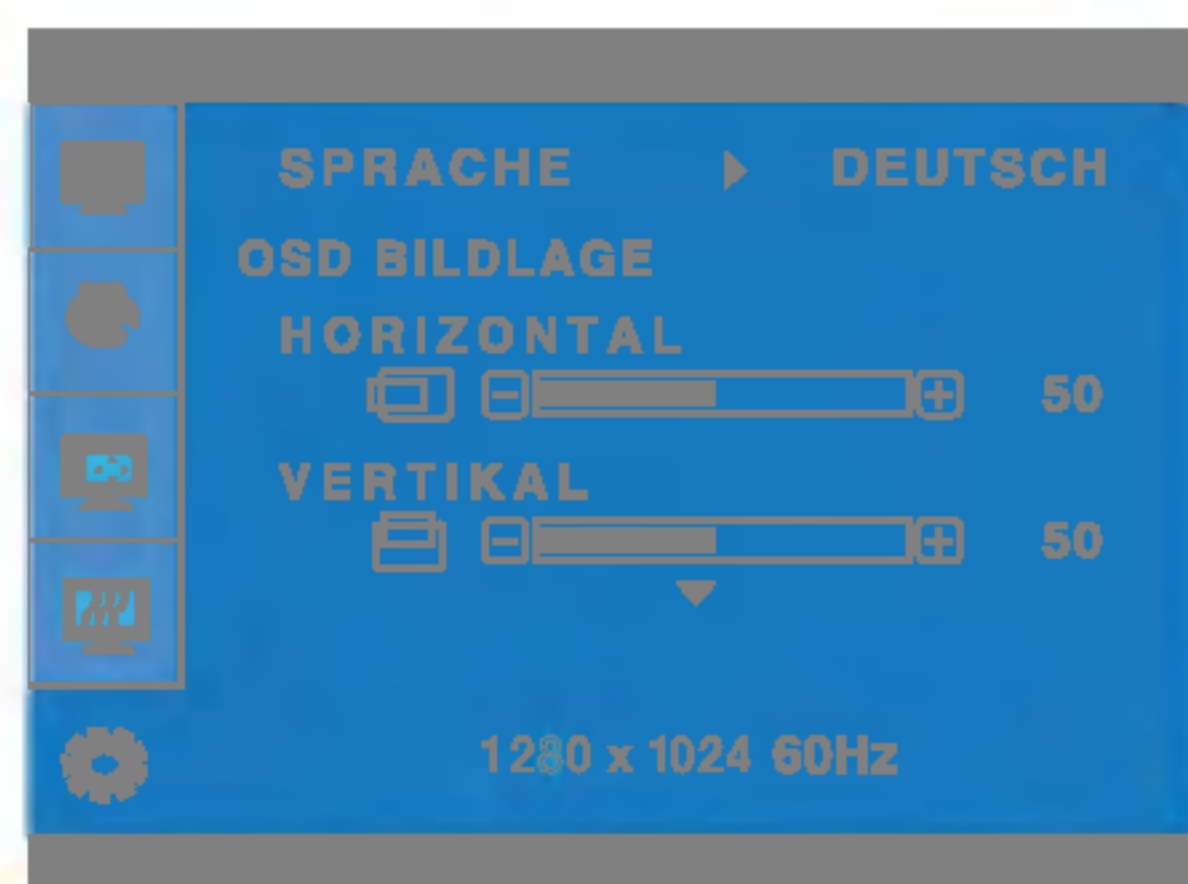 SPRACHE DEUTSCH
OSD BILDLAGE
HORIZONTAL
50
VERTIKAL
50
1280 x 1024 60Hz